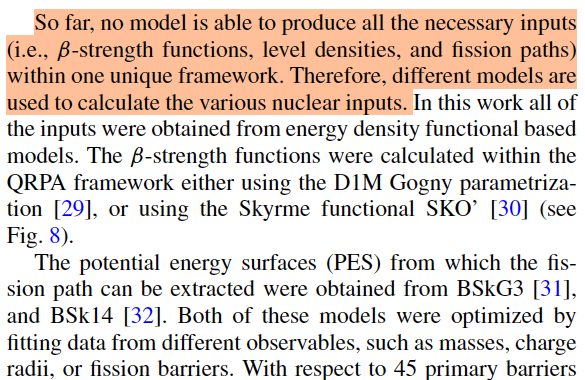 So far, no model is able to produce all the necessary inputs
(i.e., β-strength functions, level densities, and fission paths)
within one unique framework. Therefore, different models are
used to calculate the various nuclear inputs. In this work all of
the inputs were obtained from energy density functional based
models. The β-strength functions were calculated within the
QRPA framework either using the D1M Gogny parametriza-
tion [29], or using the Skyrme functional SKO’ [30] (see
Fig. 8).
The potential energy surfaces (PES) from which the fis-
sion path can be extracted were obtained from BSkG3 [31],
and BSk14 [32]. Both of these models were optimized by
fitting data from different observables, such as masses, charge
radii, or fission barriers. With respect to 45 primary barriers